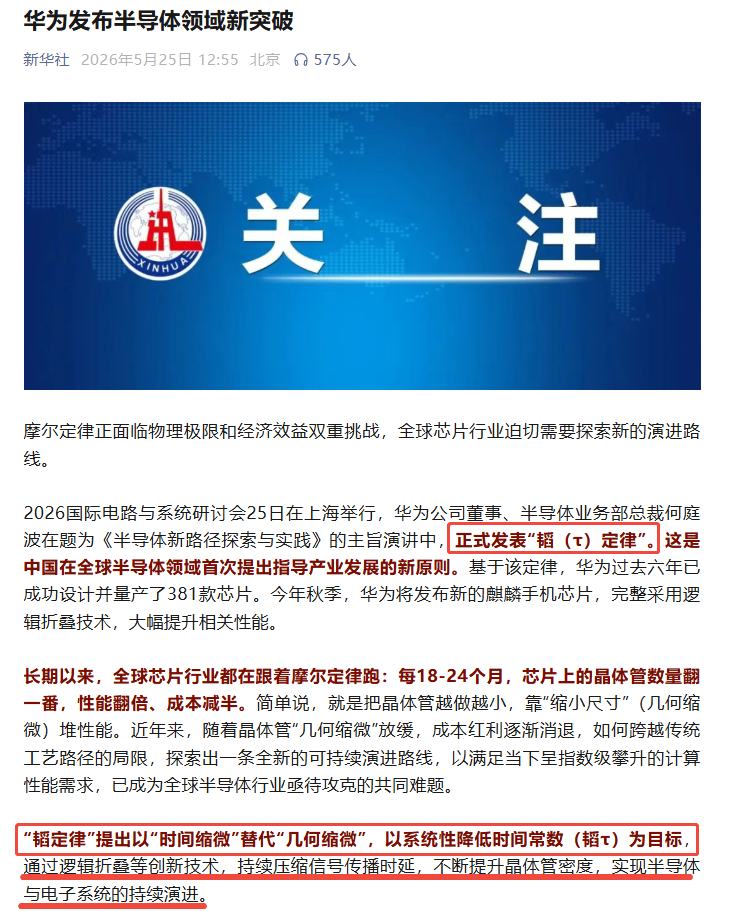 华为发布半导体领域新突破
新华社 2026年5月25日 12:55 北京 575人
XINHUA
关 注
摩尔定律正面临物理极限和经济效益双重挑战，全球芯片行业迫切需要探索新的演进路
线。
2026国际电路与系统研讨会25日在上海举行，华为公司董事、半导体业务部总裁何庭
波在题为《半导体新路径探索与实践》的主旨演讲中，正式发表“韬（τ）定律”。这是
中国在全球半导体领域首次提出指导产业发展的新原则。基于该定律，华为过去六年已
成功设计并量产了381款芯片。今年秋季，华为将发布新的麒麟手机芯片，完整采用逻
辑折叠技术，大幅提升相关性能。
长期以来，全球芯片行业都在跟着摩尔定律跑：每18-24个月，芯片上的晶体管数量翻
一番，性能翻倍、成本减半。简单说，就是把晶体管越做越小，靠“缩小尺寸”（几何缩
微）堆性能。近年来，随着晶体管“几何缩微”放缓，成本红利逐渐消退，如何跨越传统
工艺路径的局限，探索出一条全新的可持续演进路线，以满足当下呈指数级攀升的计算
性能需求，已成为全球半导体行业亟待攻克的共同难题。
“韬定律”提出以“时间缩微”替代“几何缩微”，以系统性降低时间常数（韬τ）为目标，
通过逻辑折叠等创新技术，持续压缩信号传播时延，不断提升晶体管密度，实现半导体
与电子系统的持续演进。